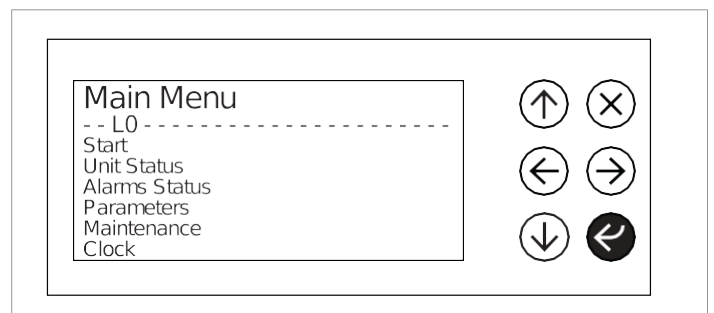 Main Menu
-- L0 ----------------------
Start
Unit Status
Alarms Status
Parameters
Maintenance
Clock